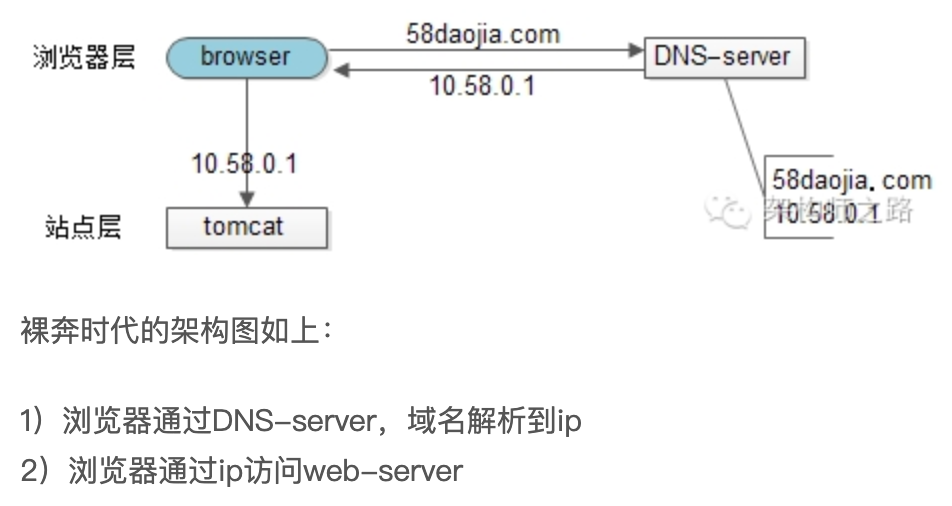 58daojia.com
浏览器层 browser DNS-server
10.58.0.1
10.58.0.1
58daojia.com
10.58.0.1
架构师之路
站点层 tomcat
裸奔时代的架构图如上：
1）浏览器通过DNS-server，域名解析到ip
2）浏览器通过ip访问web-server